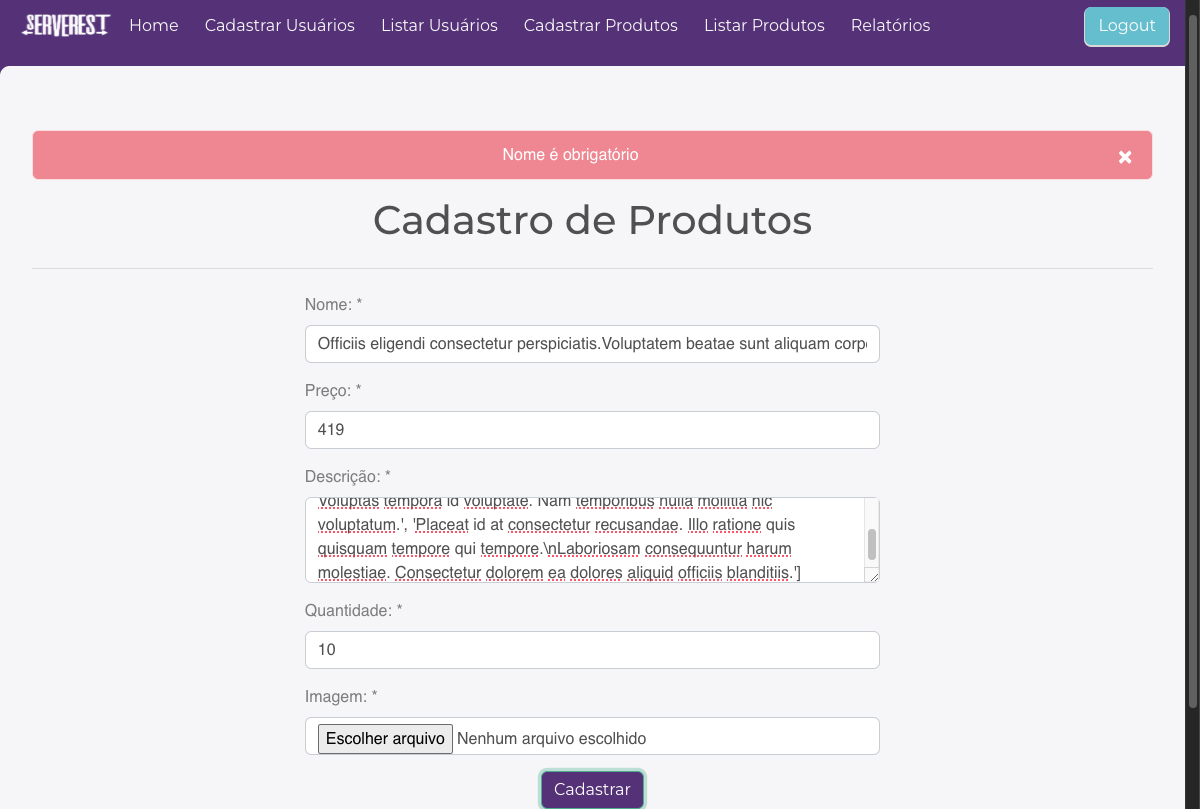 SERVEREST Home Cadastrar Usuários Listar Usuários Cadastrar Produtos Listar Produtos Relatórios Logout
Nome é obrigatório
Cadastro de Produtos
Nome: *
Officiis eligendi consectetur perspiciatis.Voluptatem beatae sunt aliquam corp
Preço: *
419
Descrição: *
Voluptas tempora id voluptate. Nam temporibus nulla mollitia hic
voluptatum.', 'Placeat id at consectetur recusandae. Illo ratione quis
quisquam tempore qui tempore.\nLaboriosam consequuntur harum
molestiae. Consectetur dolorem ea dolores aliquid officiis blanditiis.']
Quantidade: *
10
Imagem: *
Escolher arquivo Nenhum arquivo escolhido
Cadastrar